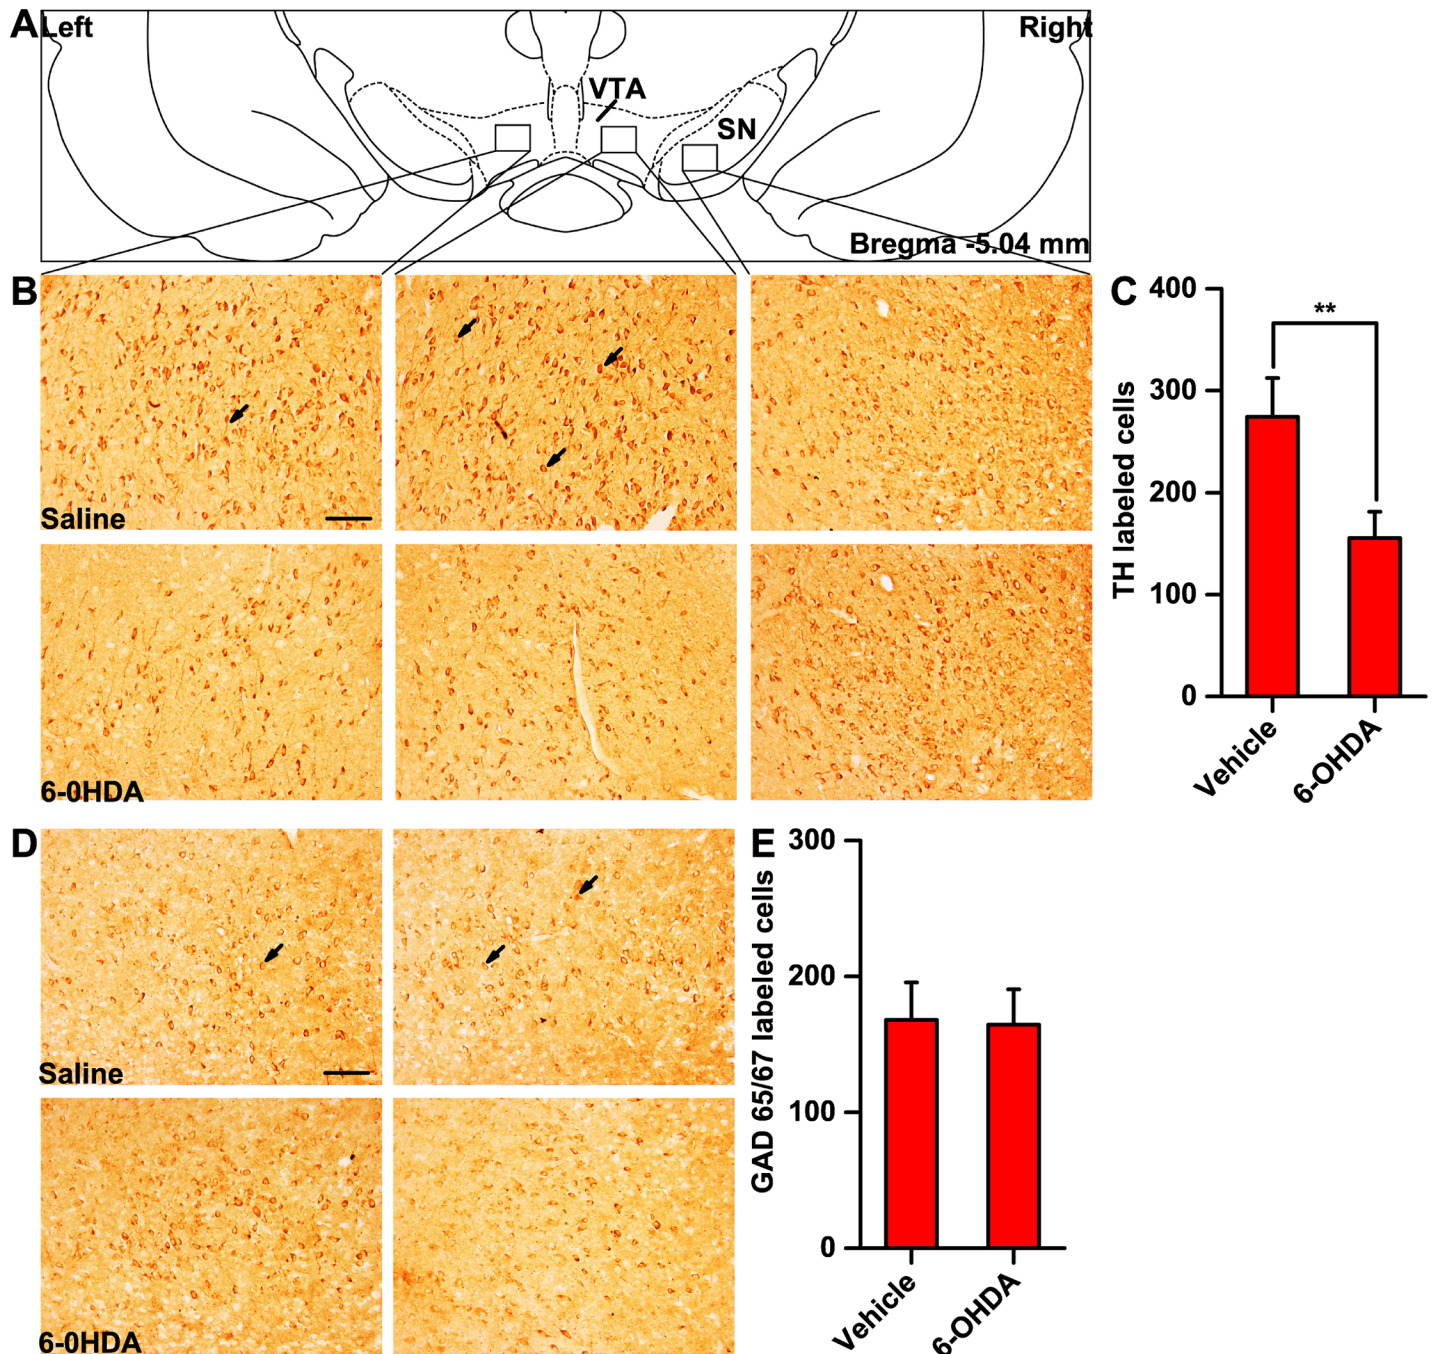 A
Left
Right
VTA
SN
Bregma -5.04 mm
B
Saline
6-0HDA
C
400
300
200
100
0
TH labeled cells
**
Vehicle
6-OHDA
D
Saline
6-0HDA
E
300
200
100
0
GAD 65/67 labeled cells
Vehicle
6-OHDA